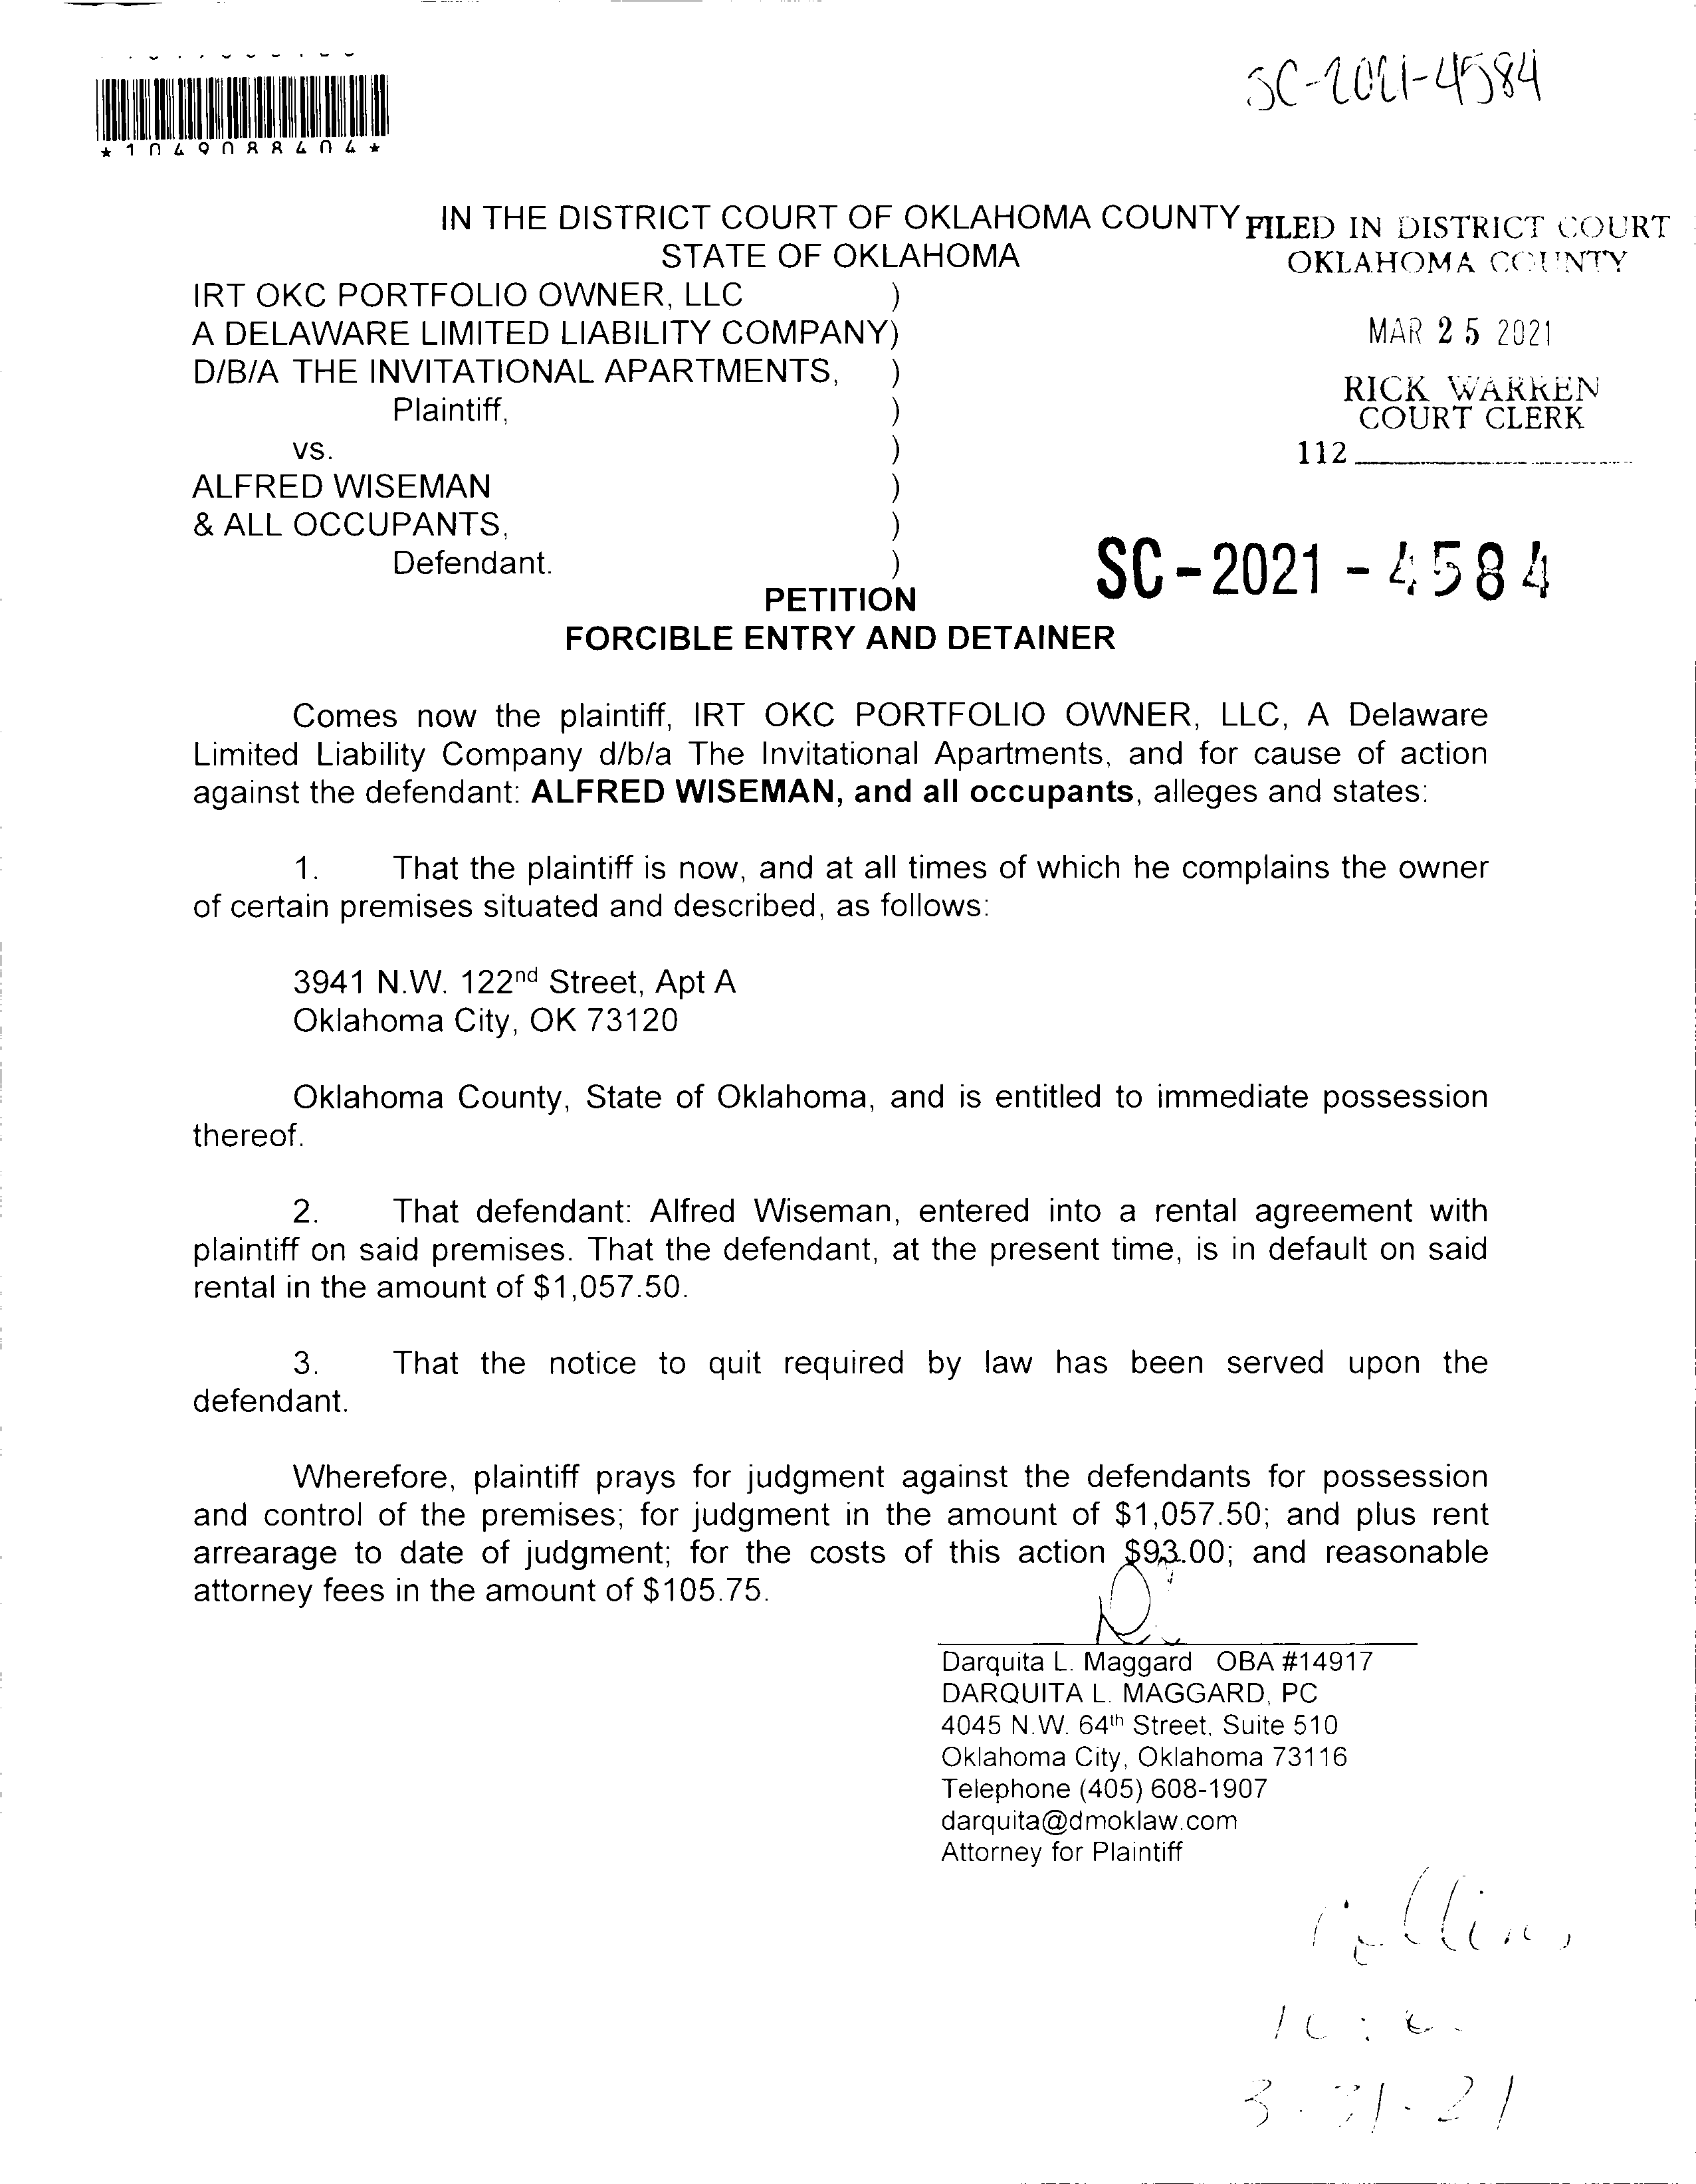 SC-2021-4584
*1049088404*
IN THE DISTRICT COURT OF OKLAHOMA COUNTY
STATE OF OKLAHOMA
FILED IN DISTRICT COURT
OKLAHOMA COUNTY
MAR 25 2021
RICK WARREN
COURT CLERK
112
IRT OKC PORTFOLIO OWNER, LLC )
A DELAWARE LIMITED LIABILITY COMPANY)
D/B/A THE INVITATIONAL APARTMENTS, )
Plaintiff, )
vs. )
ALFRED WISEMAN )
& ALL OCCUPANTS, )
Defendant. )
SC-2021-4584
PETITION
FORCIBLE ENTRY AND DETAINER
Comes now the plaintiff, IRT OKC PORTFOLIO OWNER, LLC, A Delaware
Limited Liability Company d/b/a The Invitational Apartments, and for cause of action
against the defendant: ALFRED WISEMAN, and all occupants, alleges and states:
1. That the plaintiff is now, and at all times of which he complains the owner
of certain premises situated and described, as follows:
3941 N.W. 122nd Street, Apt A
Oklahoma City, OK 73120
Oklahoma County, State of Oklahoma, and is entitled to immediate possession
thereof.
2. That defendant: Alfred Wiseman, entered into a rental agreement with
plaintiff on said premises. That the defendant, at the present time, is in default on said
rental in the amount of $1,057.50.
3. That the notice to quit required by law has been served upon the
defendant.
Wherefore, plaintiff prays for judgment against the defendants for possession
and control of the premises; for judgment in the amount of $1,057.50; and plus rent
arrearage to date of judgment; for the costs of this action $93.00; and reasonable
attorney fees in the amount of $105.75.
Darquita L. Maggard OBA #14917
DARQUITA L. MAGGARD, PC
4045 N.W. 64th Street, Suite 510
Oklahoma City, Oklahoma 73116
Telephone (405) 608-1907
darquita@dmoklaw.com
Attorney for Plaintiff
3-31-21